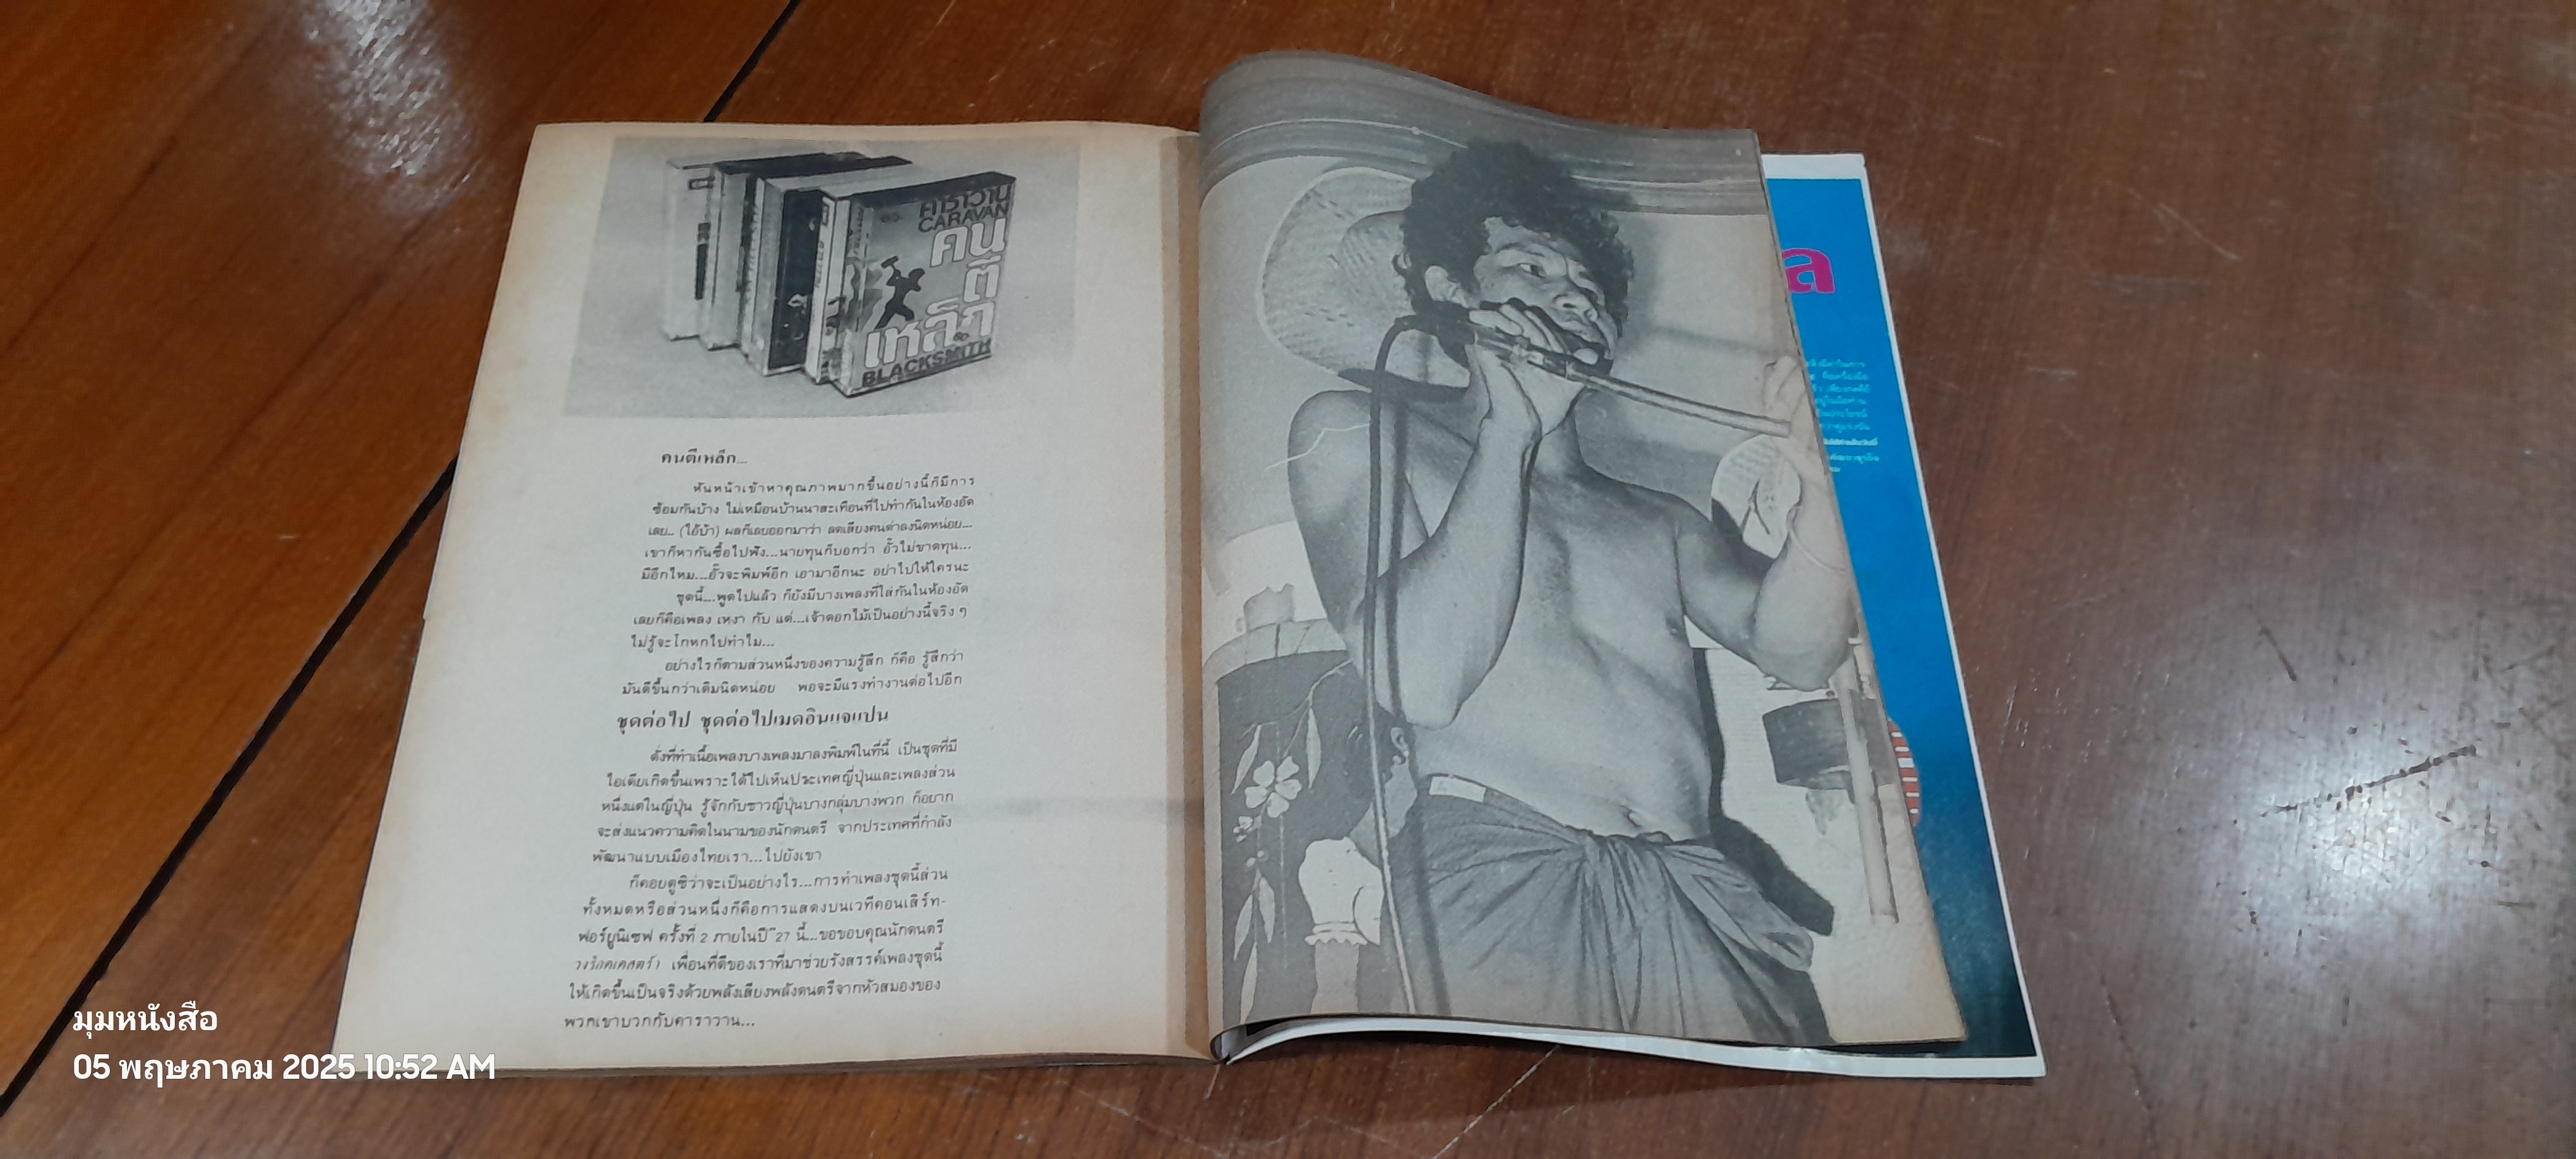 คาราวาน
CARAVAN
คน
ตี
เหล็ก
BLACKSMITH
คนตีเหล็ก...
หันหน้าเข้าหาคุณภาพมากขึ้นอย่างนี้ก็มีการ
ซ้อมกันบ้าง ไม่เหมือนบ้านนาสะเทือนที่ไปทำกันในห้องอัด
เลย... (ไอ้บ้า) ผลก็เลยออกมาว่า ลดเสียงคนด่าลงนิดหน่อย...
เขาก็หากันซื้อไปฟัง...นายทุนก็บอกว่า อั๊วไม่ขาดทุน...
มีอีกไหม...อั๊วจะพิมพ์อีก เอามาอีกนะ อย่าไปให้ใครนะ
ชุดนี้...พูดไปแล้ว ก็ยังมีบางเพลงที่ใส่กันในห้องอัด
เลยก็คือเพลง เหงา กับ แด่...เจ้าดอกไม้เป็นอย่างนี้จริง ๆ
ไม่รู้จะโกหกไปทำไม...
อย่างไรก็ตามส่วนหนึ่งของความรู้สึก ก็คือ รู้สึกว่า
มันดีขึ้นกว่าเดิมนิดหน่อย พอจะมีแรงทำงานต่อไปอีก
ชุดต่อไป ชุดต่อไปเมดอินแจแปน
ดั่งที่ทำเนื้อเพลงบางเพลงมาลงพิมพ์ในที่นี้ เป็นชุดที่มี
ไอเดียเกิดขึ้นเพราะได้ไปเห็นประเทศญี่ปุ่นและเพลงส่วน
หนึ่งแต่งในญี่ปุ่น รู้จักกับชาวญี่ปุ่นบางกลุ่มบางพวก ก็อยาก
จะส่งแนวความคิดในนามของนักดนตรี จากประเทศที่กำลัง
พัฒนาแบบเมืองไทยเรา...ไปยังเขา
ก็คอยดูซิว่าจะเป็นอย่างไร...การทำเพลงชุดนี้ส่วน
ทั้งหมดหรือส่วนหนึ่งก็คือการแสดงบนเวทีคอนเสิร์ท-
ฟอร์ยูนิเซฟ ครั้งที่ 2 ภายในปี 27 นี้...ขอขอบคุณนักดนตรี
เพื่อนที่ดีของเราที่มาช่วยรังสรรค์เพลงชุดนี้
ให้เกิดขึ้นเป็นจริงด้วยพลังเสียงพลังดนตรีจากหัวสมองของ
พวกเขาบวกกับคาราวาน...
ล
มุมหนังสือ
05 พฤษภาคม 2025 10:52 AM